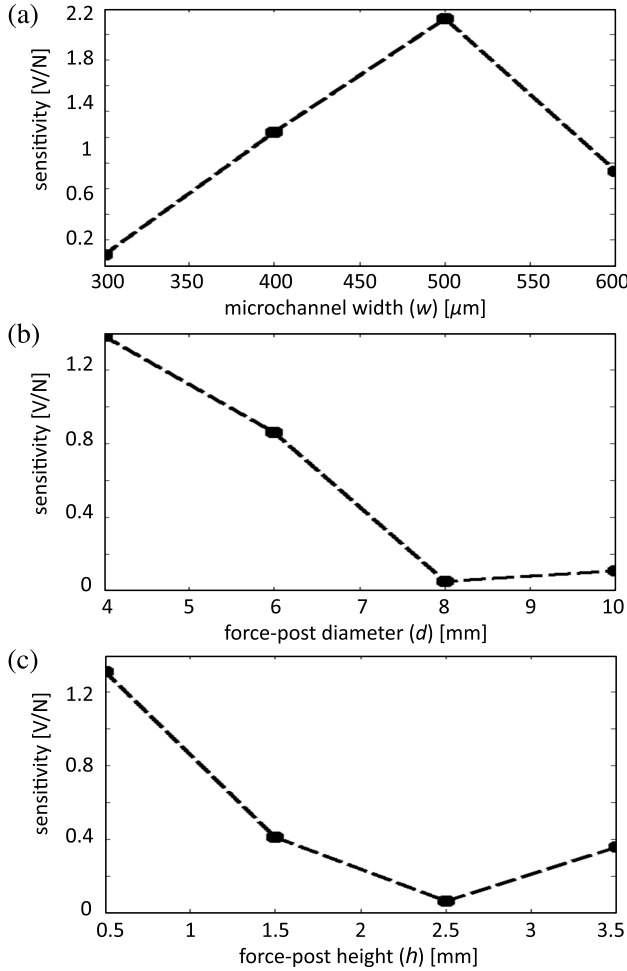 (a)
sensitivity [V/N]
2.2
1.8
1.4
1
0.6
0.2
300 350 400 450 500 550 600
microchannel width (w) [μm]
(b)
sensitivity [V/N]
1.2
0.8
0.4
0
4 5 6 7 8 9 10
force-post diameter (d) [mm]
(c)
sensitivity [V/N]
1.2
0.8
0.4
0
0.5 1 1.5 2 2.5 3 3.5
force-post height (h) [mm]